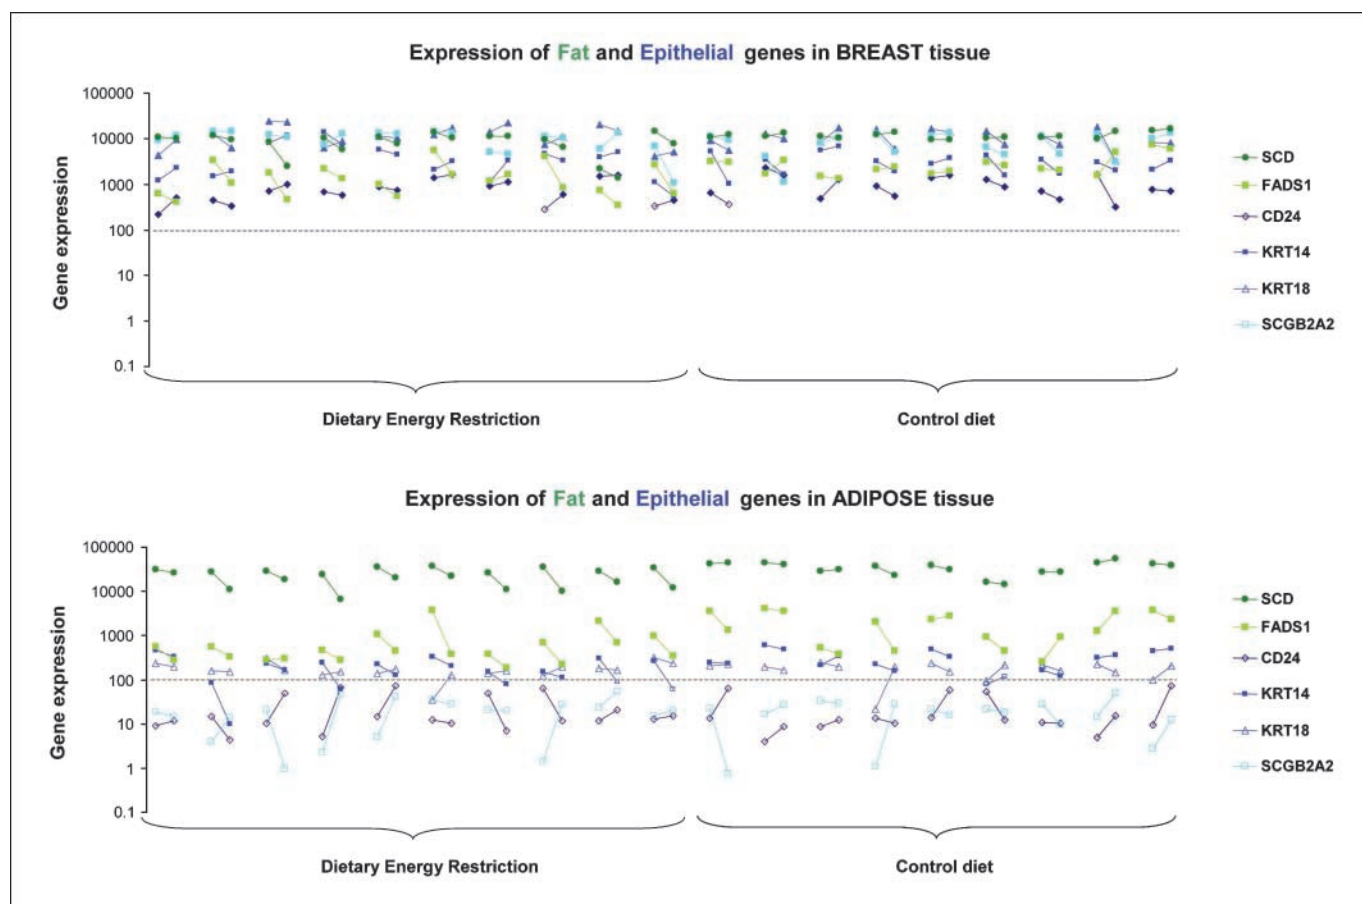 Expression of Fat and Epithelial genes in BREAST tissue
Gene expression
100000
10000
1000
100
10
1
0.1
SCD
FADS1
CD24
KRT14
KRT18
SCGB2A2
Dietary Energy Restriction
Control diet
Expression of Fat and Epithelial genes in ADIPOSE tissue
Gene expression
100000
10000
1000
100
10
1
0.1
SCD
FADS1
CD24
KRT14
KRT18
SCGB2A2
Dietary Energy Restriction
Control diet